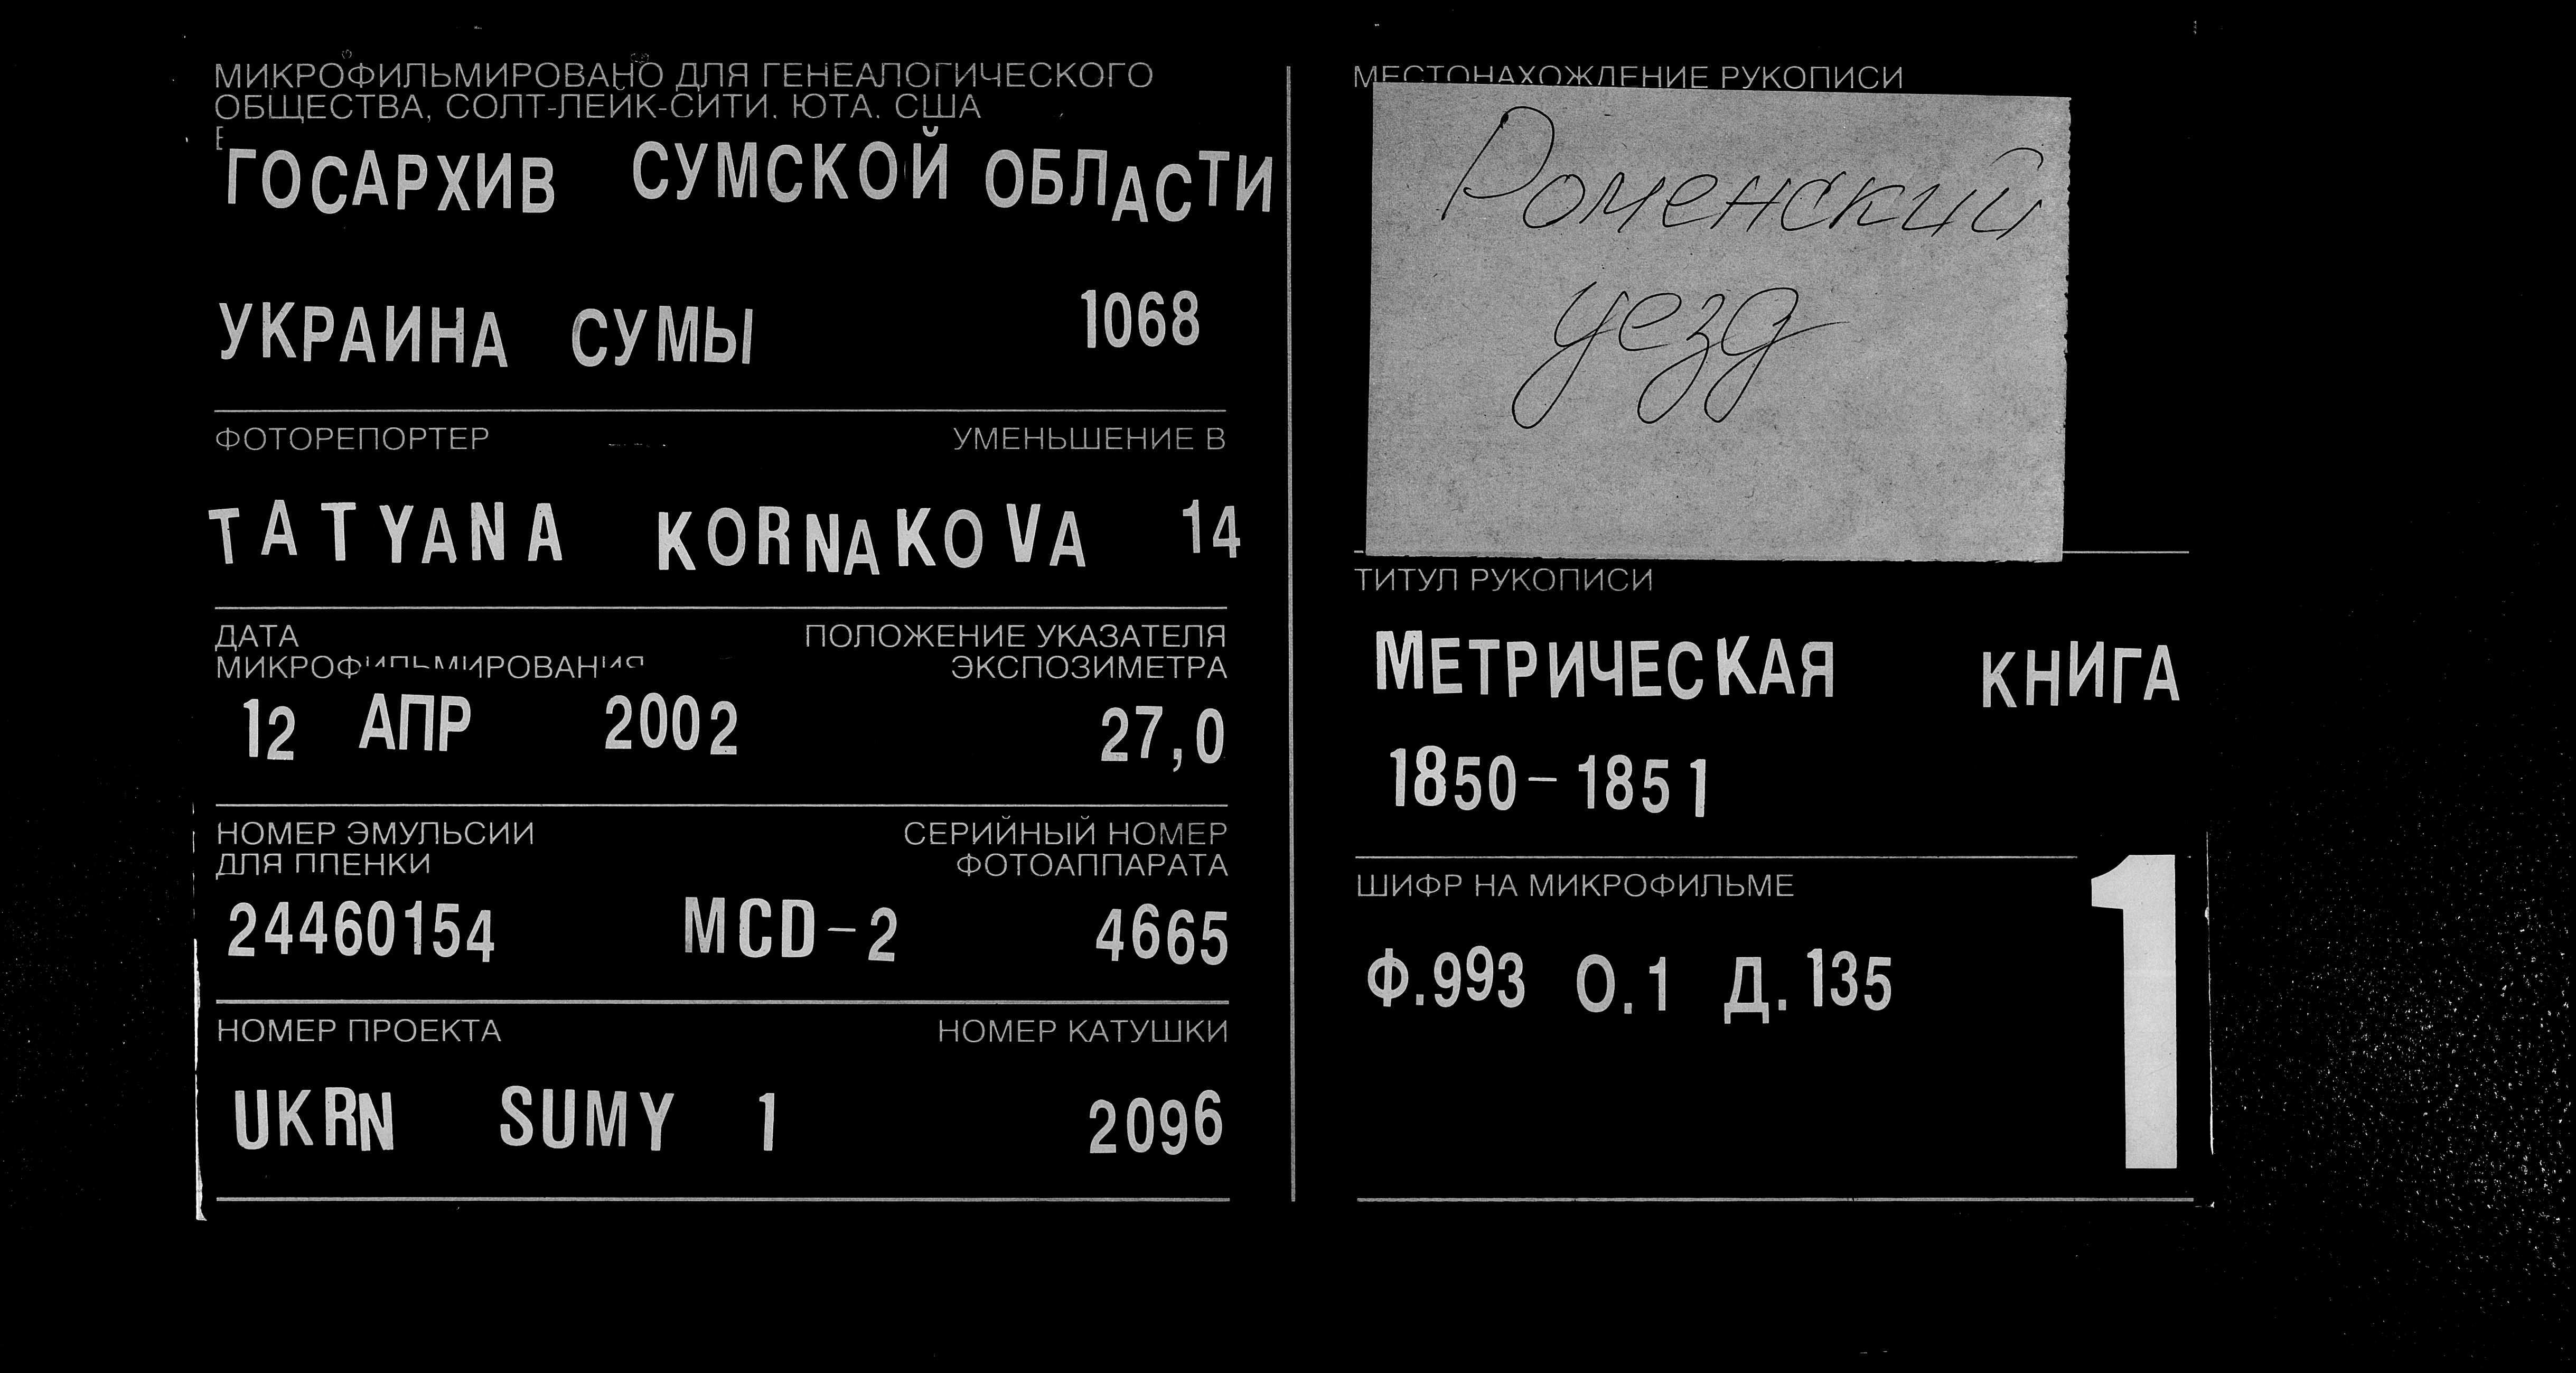 МИКРОФИЛЬМИРОВАНО ДЛЯ ГЕНЕАЛОГИЧЕСКОГО
ОБЩЕСТВА, СОЛТ-ЛЕЙК-СИТИ, ЮТА, США
ГОСАРХИВ СУМСКОЙ ОБЛАСТИ
УКРАИНА СУМЫ 1068
ФОТОРЕПОРТЕР УМЕНЬШЕНИЕ В
TATYANA KORNAKOVA 14
ДАТА ПОЛОЖЕНИЕ УКАЗАТЕЛЯ
МИКРОФИЛЬМИРОВАНИЯ ЭКСПОЗИМЕТРА
12 АПР 2002 27,0
НОМЕР ЭМУЛЬСИИ СЕРИЙНЫЙ НОМЕР
ДЛЯ ПЛЕНКИ ФОТОАППАРАТА
24460154 MCD-2 4665
НОМЕР ПРОЕКТА НОМЕР КАТУШКИ
UKRN SUMY 1 2096
МЕСТОНАХОЖДЕНИЕ РУКОПИСИ
Роменский
уезд
ТИТУЛ РУКОПИСИ
МЕТРИЧЕСКАЯ КНИГА
1850-1851
ШИФР НА МИКРОФИЛЬМЕ
Ф.993 О.1 Д.135
1